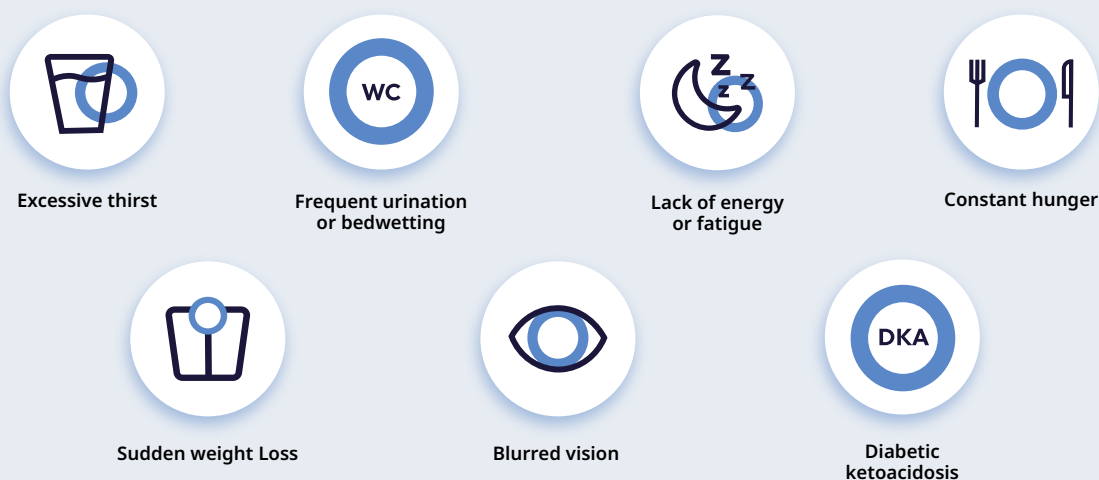 WC
z
z
z
Excessive thirst
Frequent urination
or bedwetting
Lack of energy
or fatigue
Constant hunger
DKA
Sudden weight Loss
Blurred vision
Diabetic
ketoacidosis